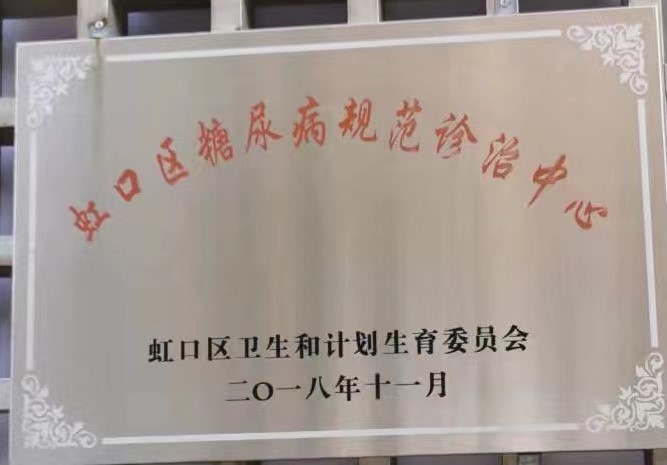 虹口区糖尿病规范诊治中心
虹口区卫生和计划生育委员会
二〇一八年十一月